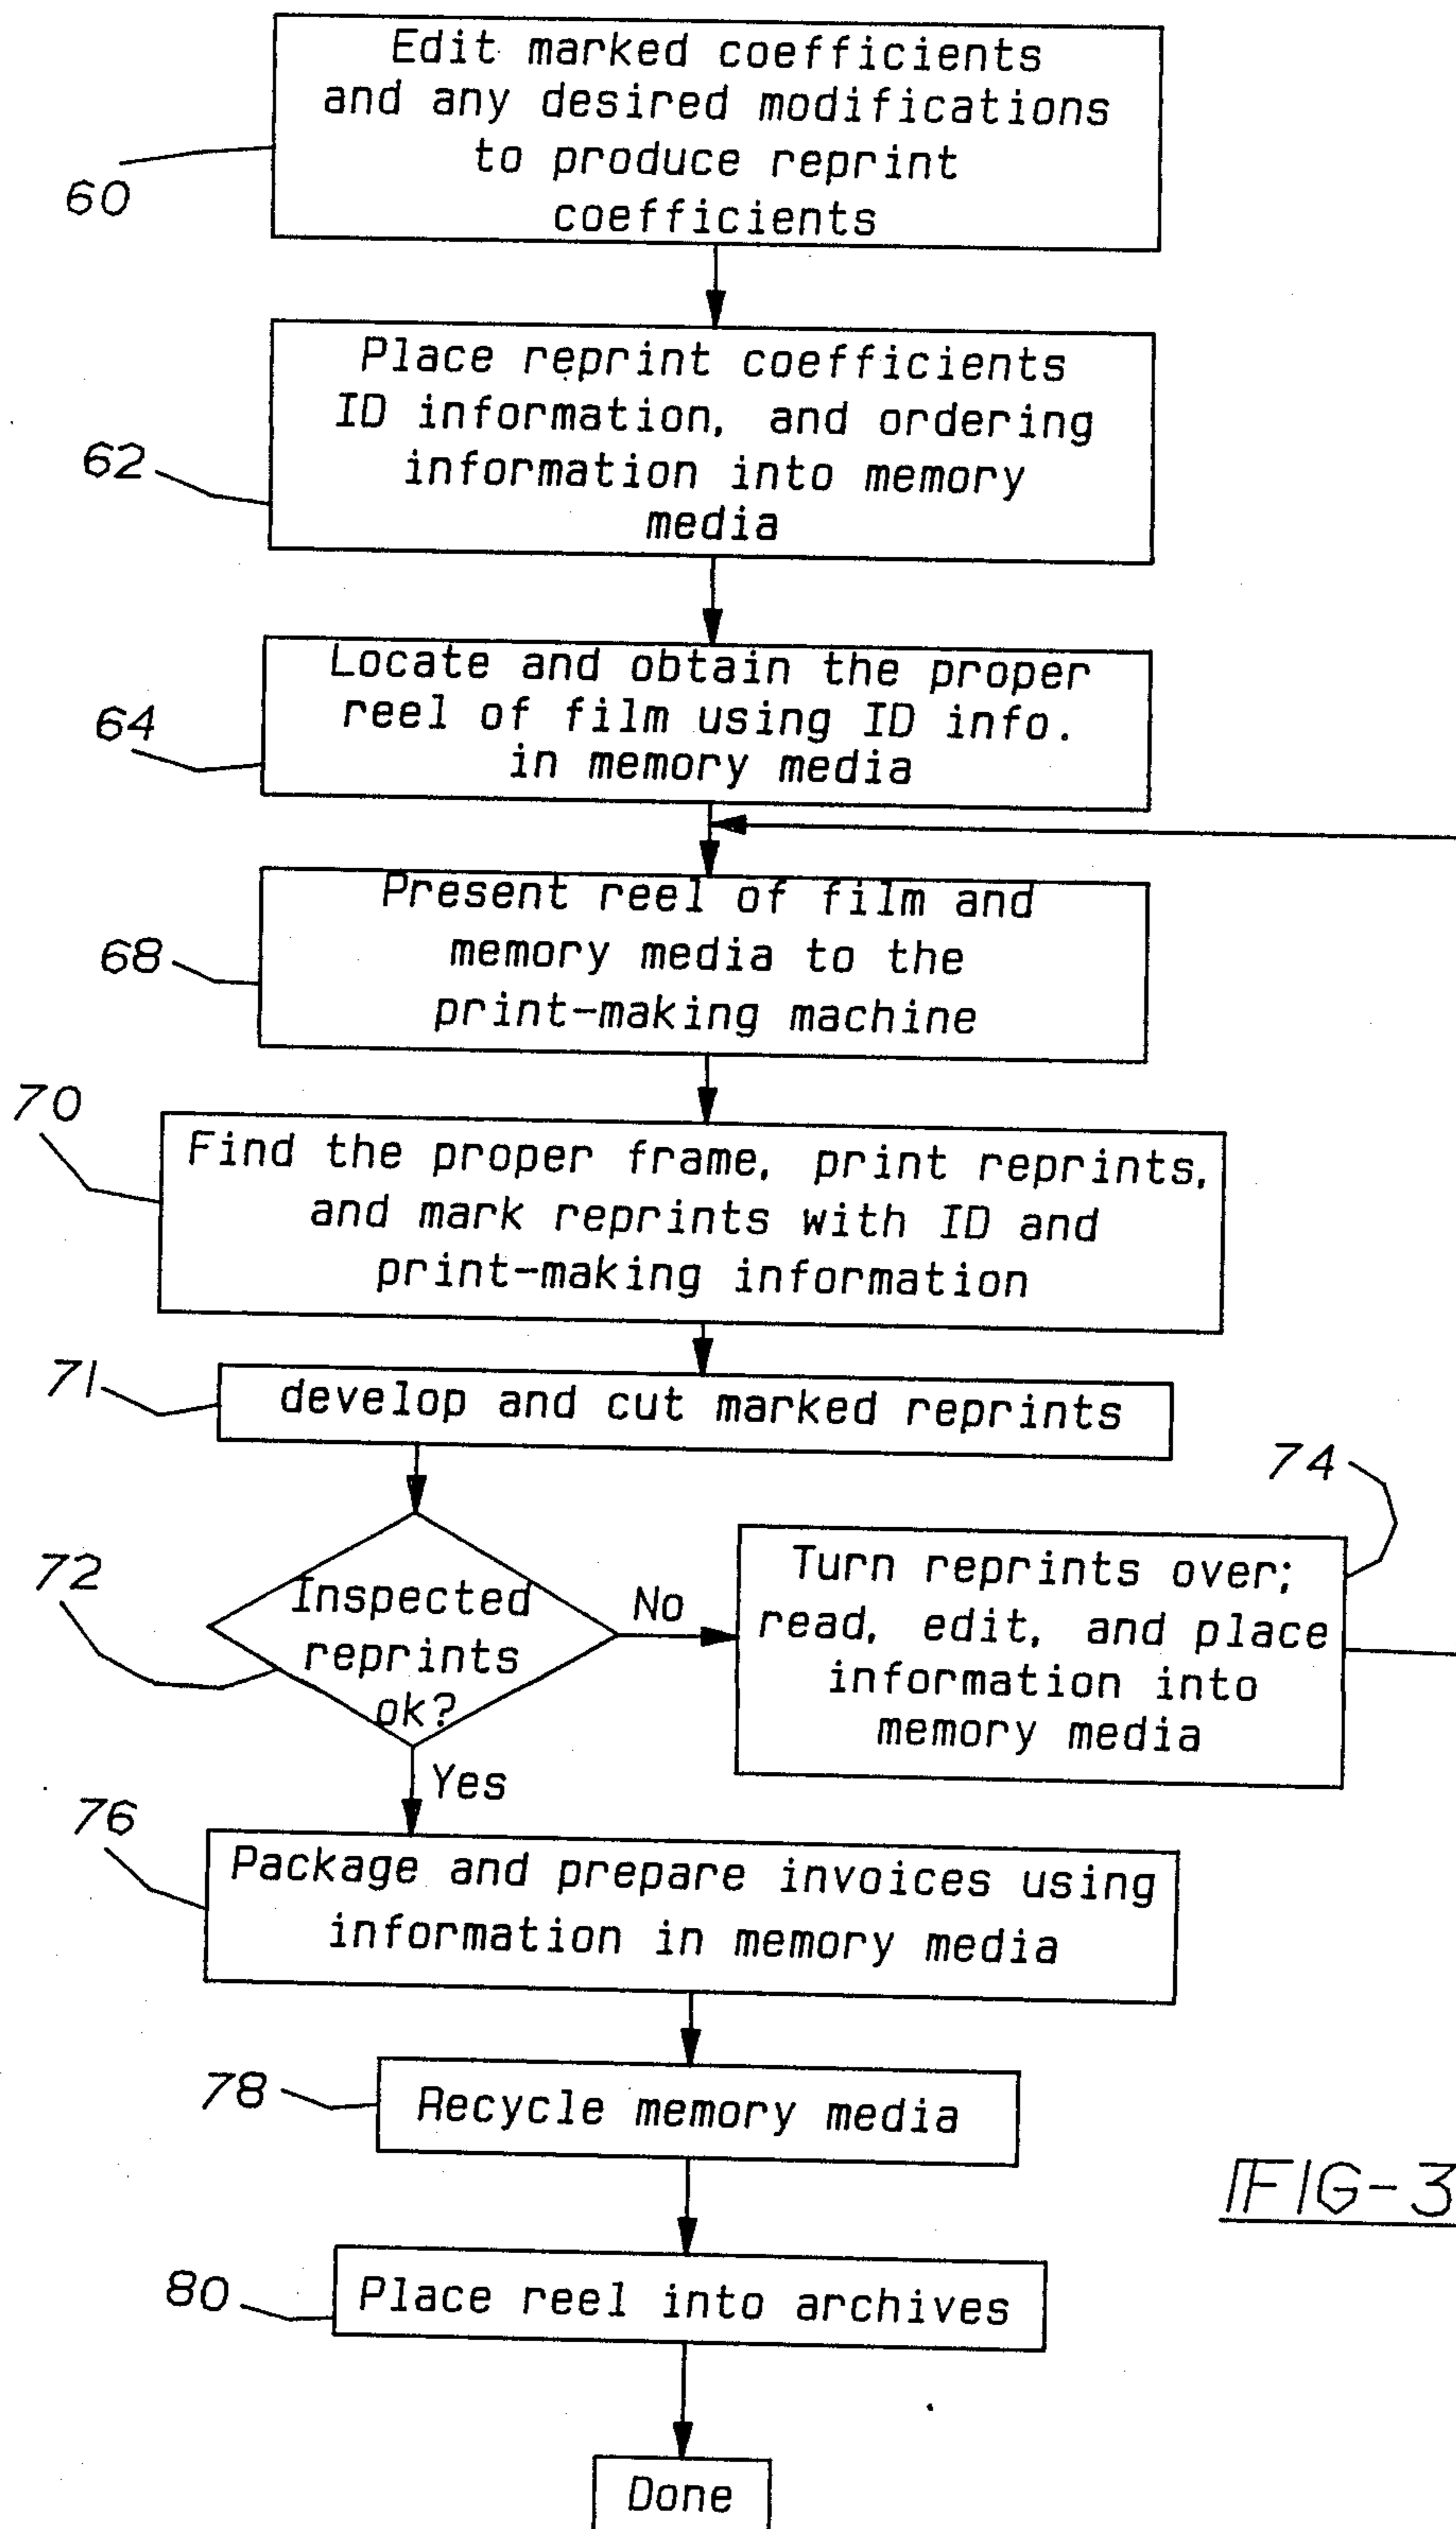 Edit marked coefficients
and any desired modifications
to produce reprint
coefficients
60
Place reprint coefficients
ID information, and ordering
information into memory
media
62
Locate and obtain the proper
reel of film using ID info.
in memory media
64
Present reel of film and
memory media to the
print-making machine
68
70
Find the proper frame, print reprints,
and mark reprints with ID and
print-making information
71
develop and cut marked reprints
72
Inspected
reprints
ok?
No
74
Turn reprints over;
read, edit, and place
information into
memory media
Yes
76
Package and prepare invoices using
information in memory media
78
Recycle memory media
FIG-3
80
Place reel into archives
Done